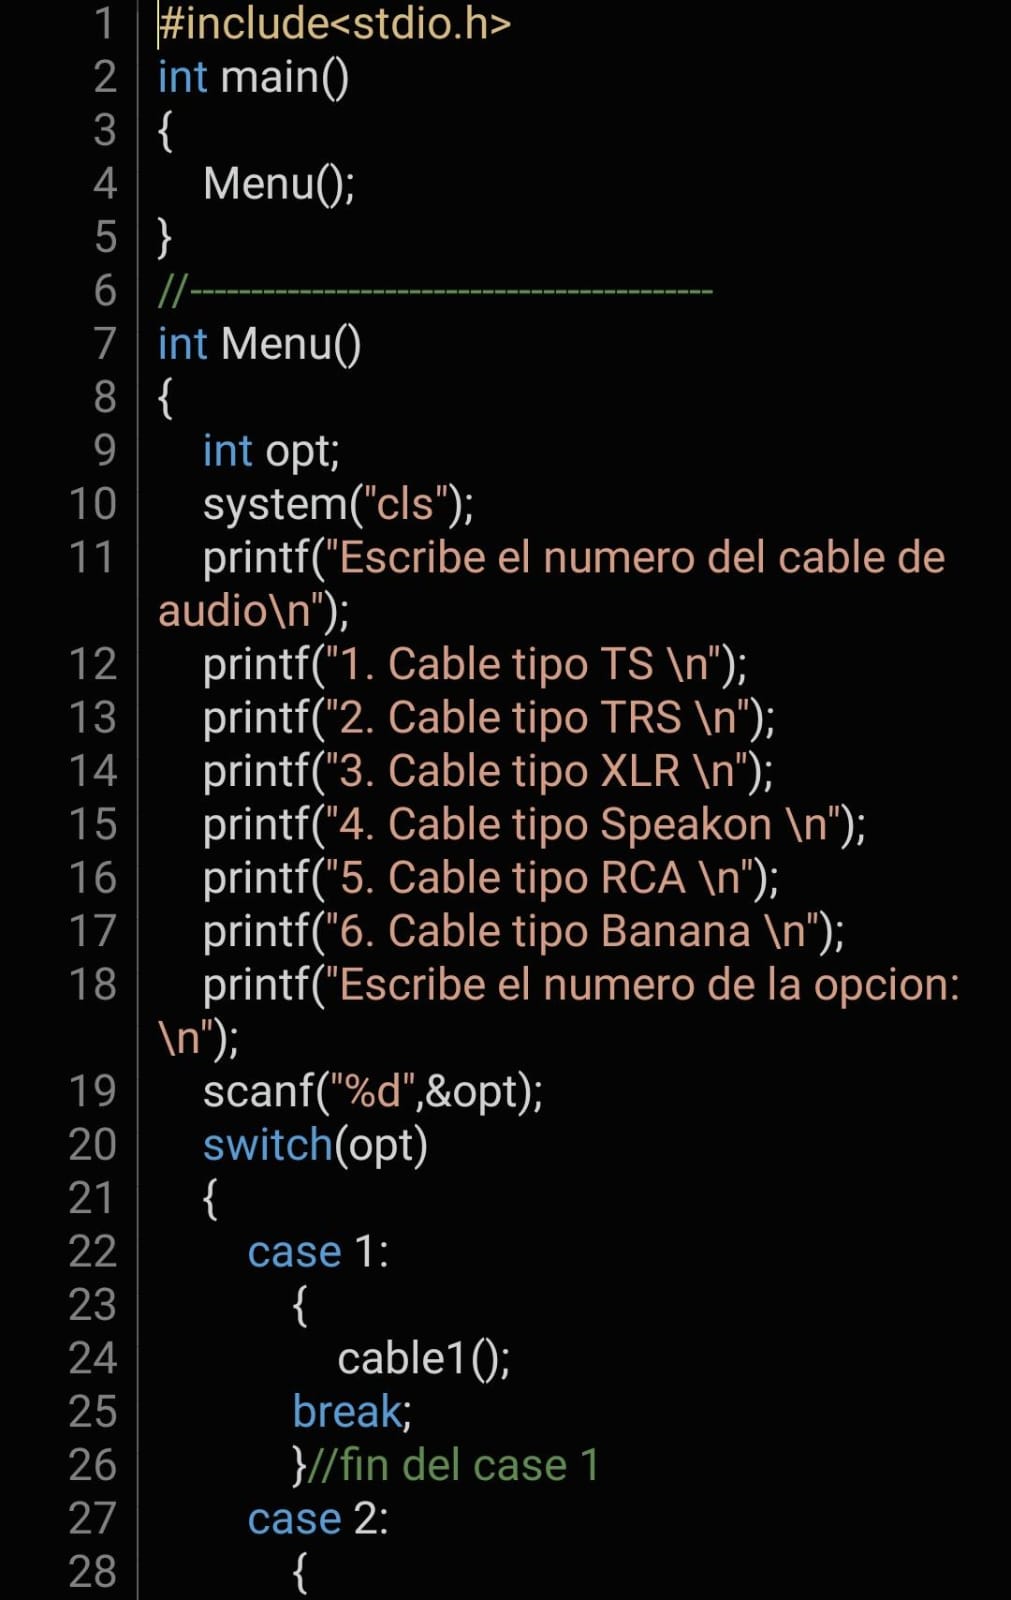 1 #include<stdio.h>
2 int main()
3 {
4 Menu();
5 }
6 //-------------------------------------------
7 int Menu()
8 {
9 int opt;
10 system("cls");
11 printf("Escribe el numero del cable de
audio\n");
12 printf("1. Cable tipo TS \n");
13 printf("2. Cable tipo TRS \n");
14 printf("3. Cable tipo XLR \n");
15 printf("4. Cable tipo Speakon \n");
16 printf("5. Cable tipo RCA \n");
17 printf("6. Cable tipo Banana \n");
18 printf("Escribe el numero de la opcion:
\n");
19 scanf("%d",&opt);
20 switch(opt)
21 {
22 case 1:
23 {
24 cable1();
25 break;
26 }//fin del case 1
27 case 2:
28 {